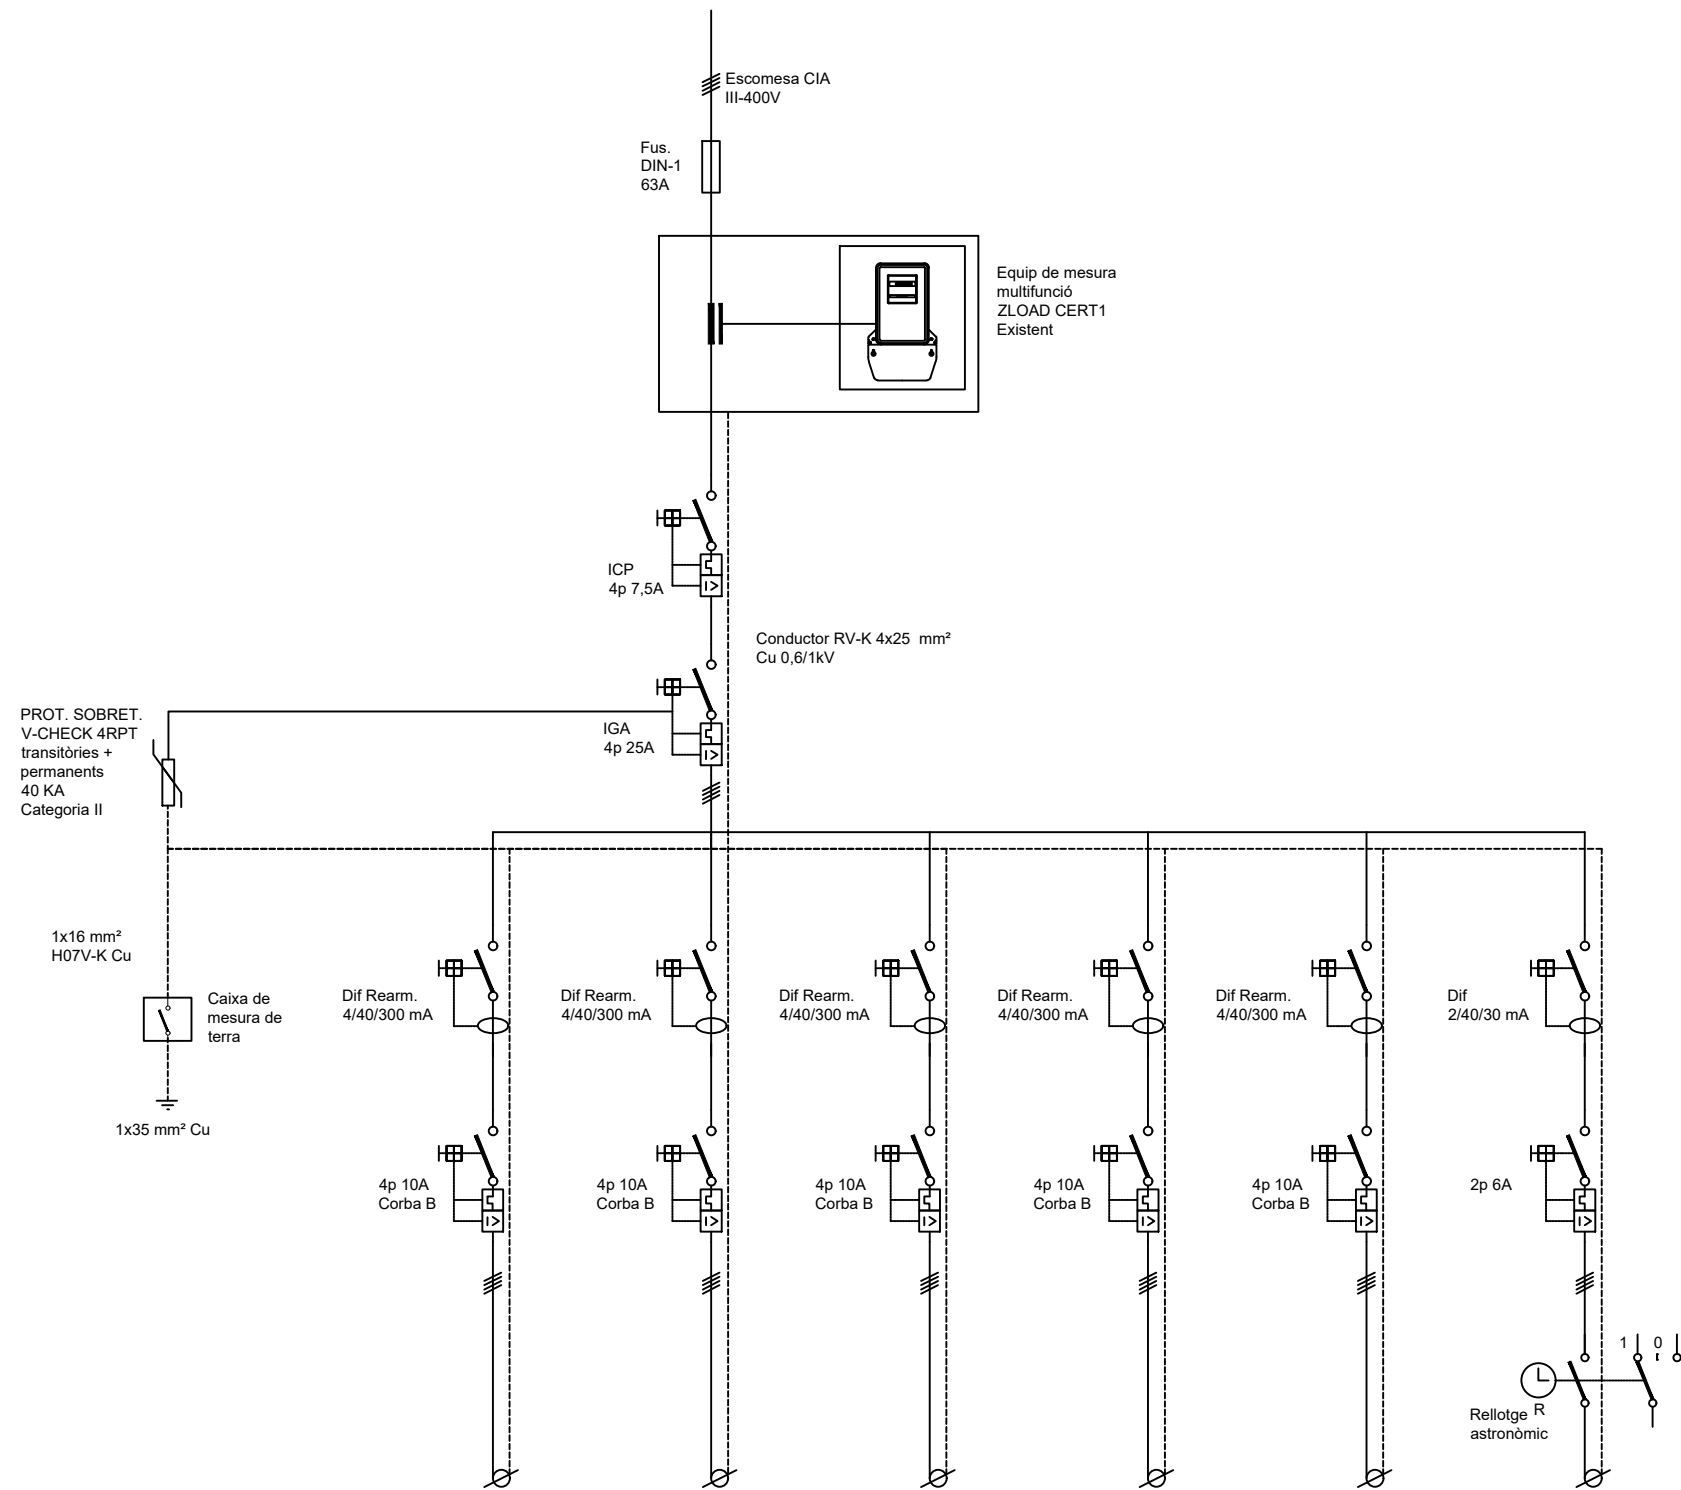 Escomesa CIA
III-400V
Fus.
DIN-1
63A
Equip de mesura
multifunció
ZLOAD CERT1
Existent
ICP
4p 7,5A
Conductor RV-K 4x25 mm²
Cu 0,6/1kV
PROT. SOBRET.
V-CHECK 4RPT
transitòries +
permanents
40 KA
Categoria II
IGA
4p 25A
1x16 mm²
H07V-K Cu
Caixa de
mesura de
terra
1x35 mm² Cu
Dif Rearm.
4/40/300 mA
Dif Rearm.
4/40/300 mA
Dif Rearm.
4/40/300 mA
Dif Rearm.
4/40/300 mA
Dif Rearm.
4/40/300 mA
Dif
2/40/30 mA
4p 10A
Corba B
4p 10A
Corba B
4p 10A
Corba B
4p 10A
Corba B
4p 10A
Corba B
2p 6A
1 0
Rellotge R
astronòmic